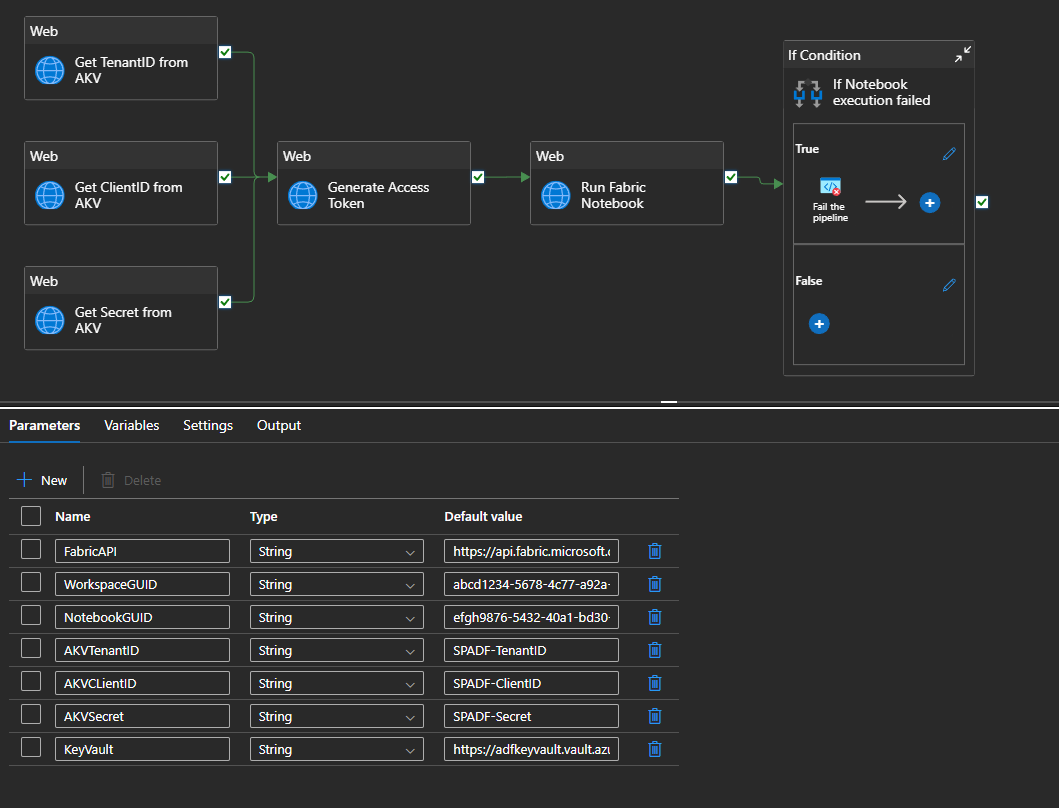 Web
Get TenantID from
AKV
Web
Get ClientID from
AKV
Web
Get Secret from
AKV
Web
Generate Access
Token
Web
Run Fabric
Notebook
If Condition
If Notebook
execution failed
True
Fail the
pipeline
False
Parameters Variables Settings Output
New Delete
Name Type Default value
FabricAPI String https://api.fabric.microsoft.c
WorkspaceGUID String abcd1234-5678-4c77-a92a-
NotebookGUID String efgh9876-5432-40a1-bd30-
AKVTenantID String SPADF-TenantID
AKVCLientID String SPADF-ClientID
AKVSecret String SPADF-Secret
KeyVault String https://adfkeyvault.vault.azu